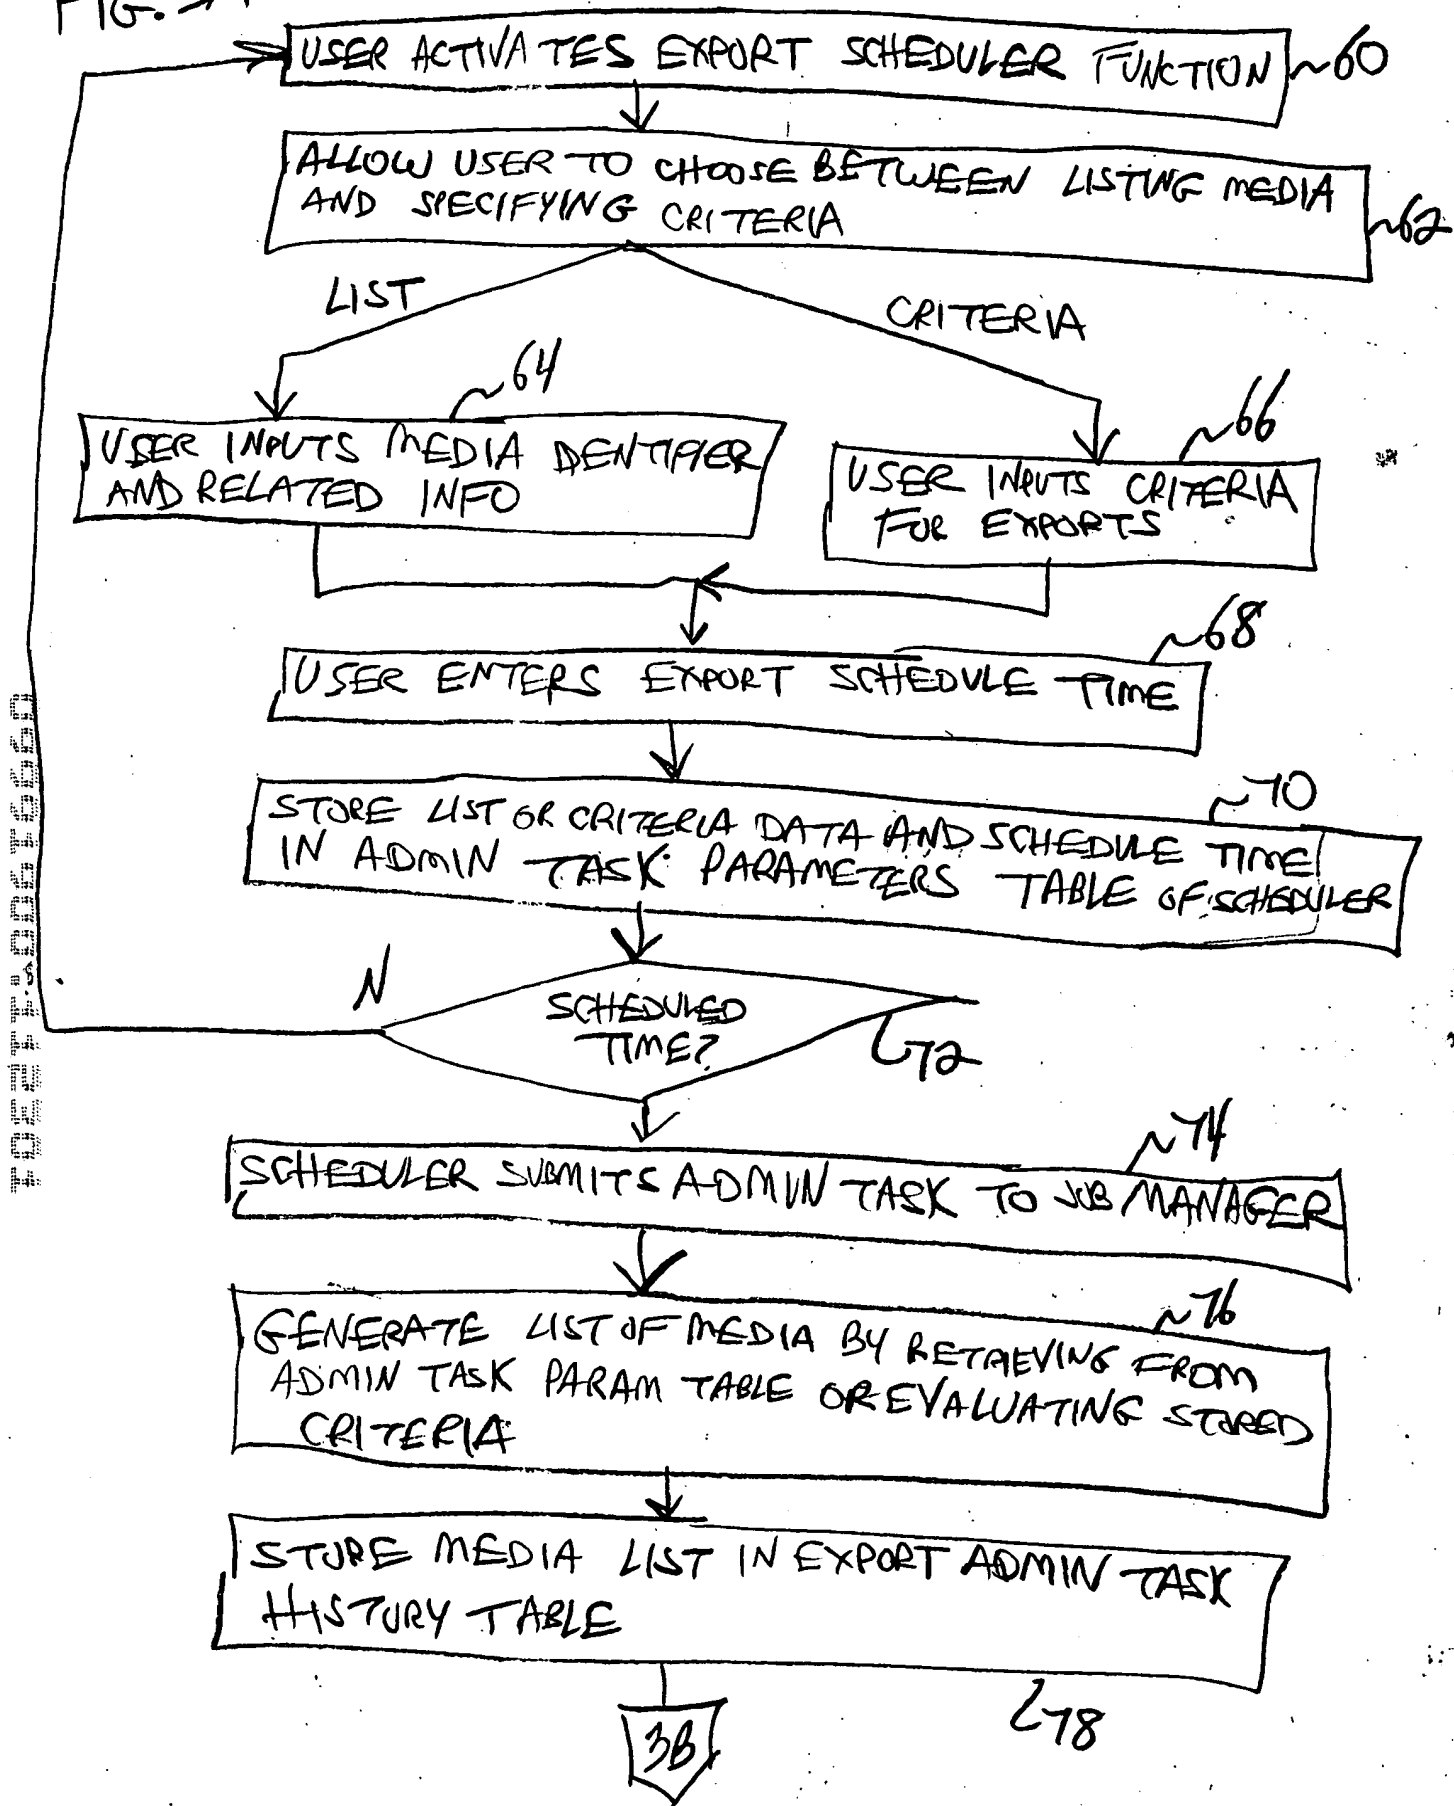 FIG.
USER ACTIVATES EXPORT SCHEDULER FUNCTION
60
ALLOW USER TO CHOOSE BETWEEN LISTING MEDIA
AND SPECIFYING CRITERIA
62
LIST
CRITERIA
64
66
USER INPUTS MEDIA IDENTIFIER
AND RELATED INFO
USER INPUTS CRITERIA
FOR EXPORTS
68
USER ENTERS EXPORT SCHEDULE TIME
70
STORE LIST OR CRITERIA DATA AND SCHEDULE TIME
IN ADMIN TASK PARAMETERS TABLE OF SCHEDULER
N
SCHEDULED
TIME?
72
74
SCHEDULER SUBMITS ADMIN TASK TO JOB MANAGER
76
GENERATE LIST OF MEDIA BY RETRIEVING FROM
ADMIN TASK PARAM TABLE OR EVALUATING STORED
CRITERIA
STORE MEDIA LIST IN EXPORT ADMIN TASK
HISTORY TABLE
78
3B